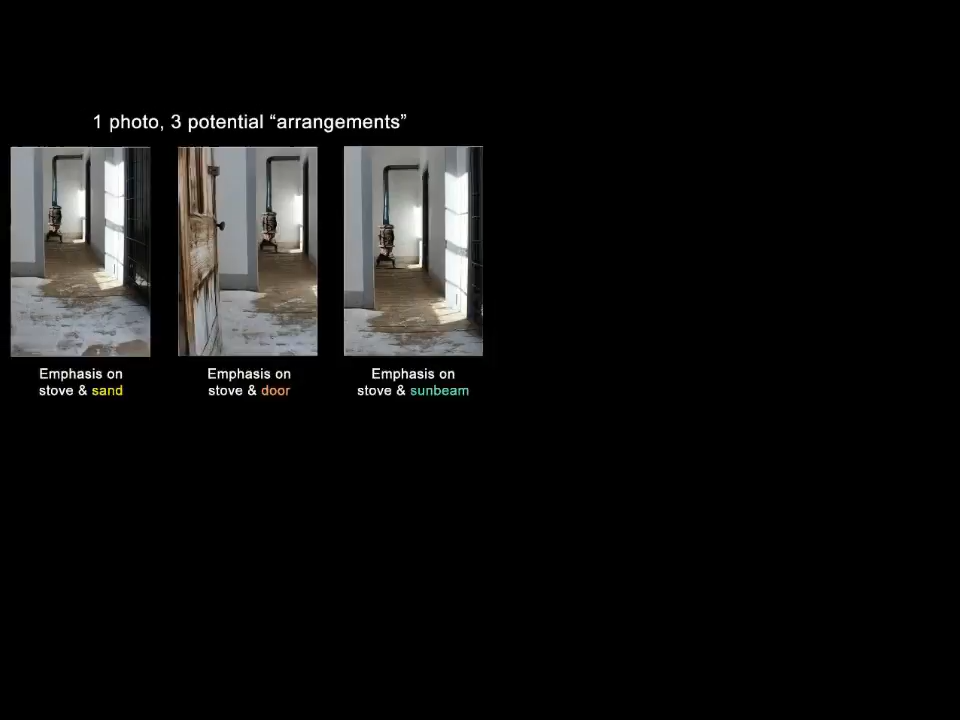 1 photo, 3 potential “arrangements”
Emphasis on
stove & sand
Emphasis on
stove & door
Emphasis on
stove & sunbeam